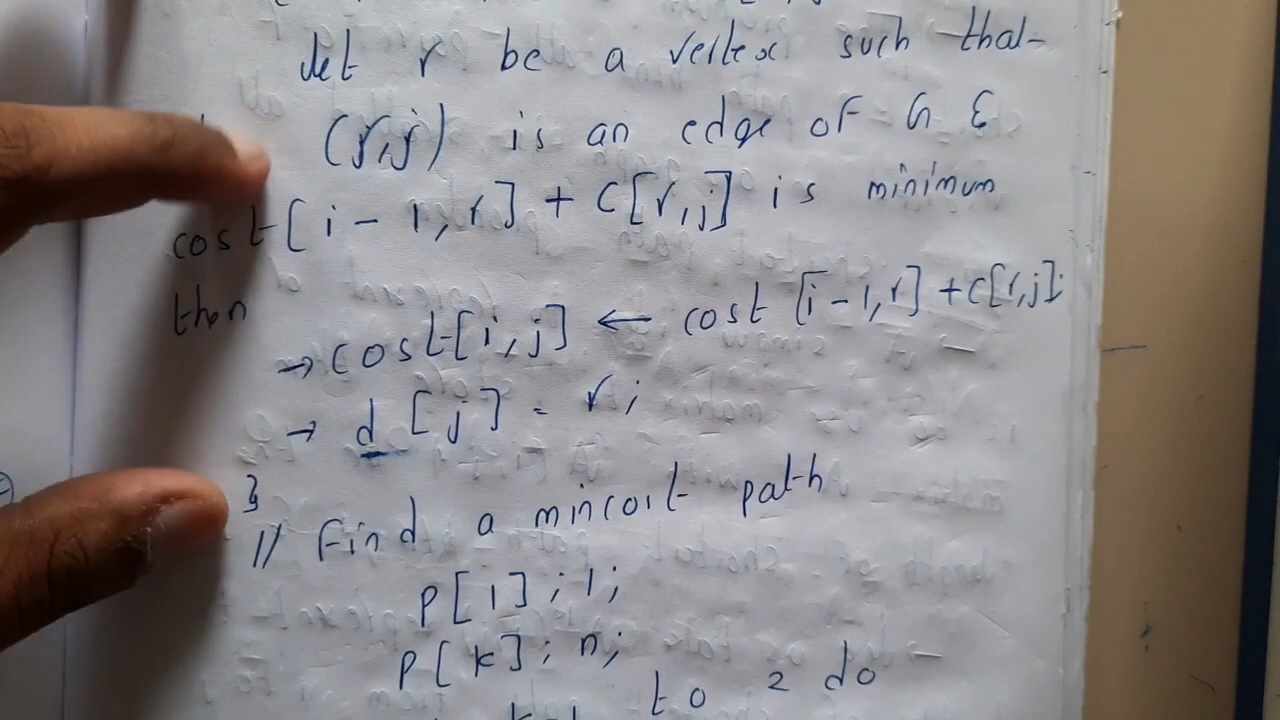 let r be a vertex such that
(r,j) is an edge of G &
cost[i-1,r] + c[r,j] is minimum
then
→ cost[i,j] ← cost [i-1,r] + c[r,j];
→ d[j] = r;
}
// Find a mincost path
P[1] ; 1;
P[k] ; n;
k-1 to 2 do